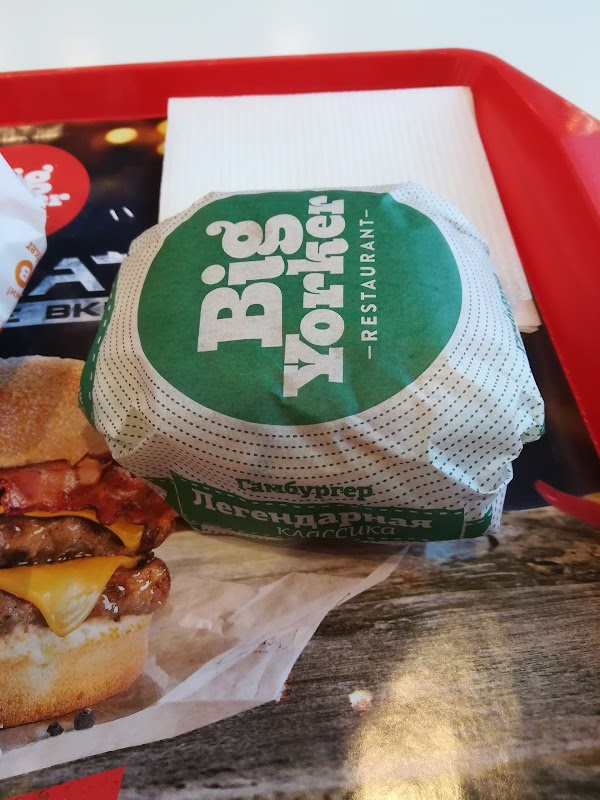 Big
Yorker
RESTAURANT
Гамбургер
Легендарная
классика